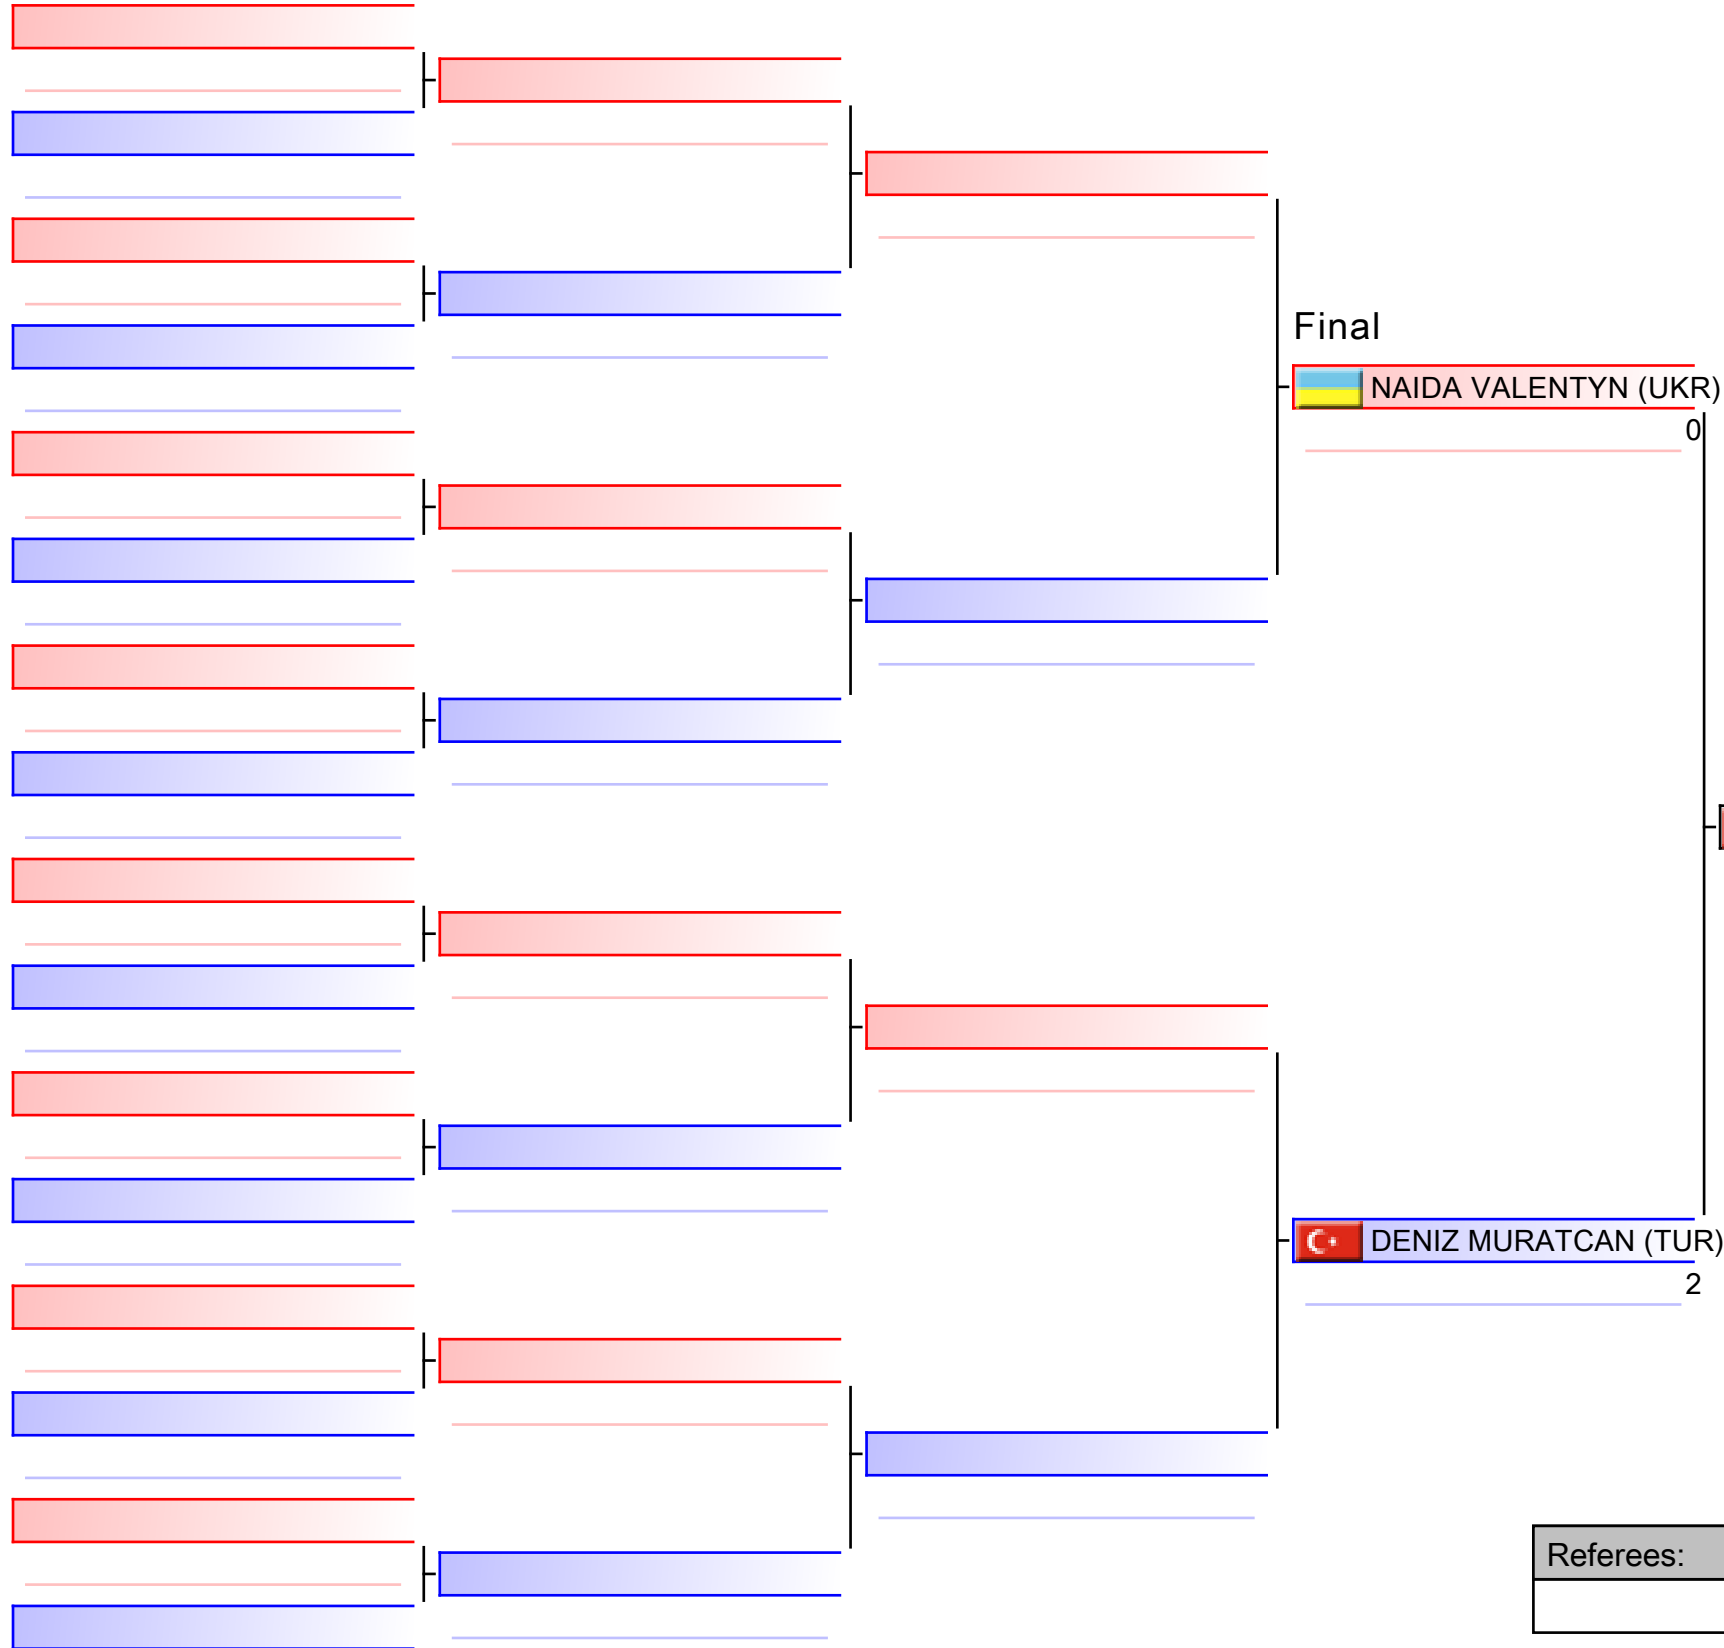 Final
NAIDA VALENTYN (UKR)
0
DENIZ MURATCAN (TUR)
2
Referees: